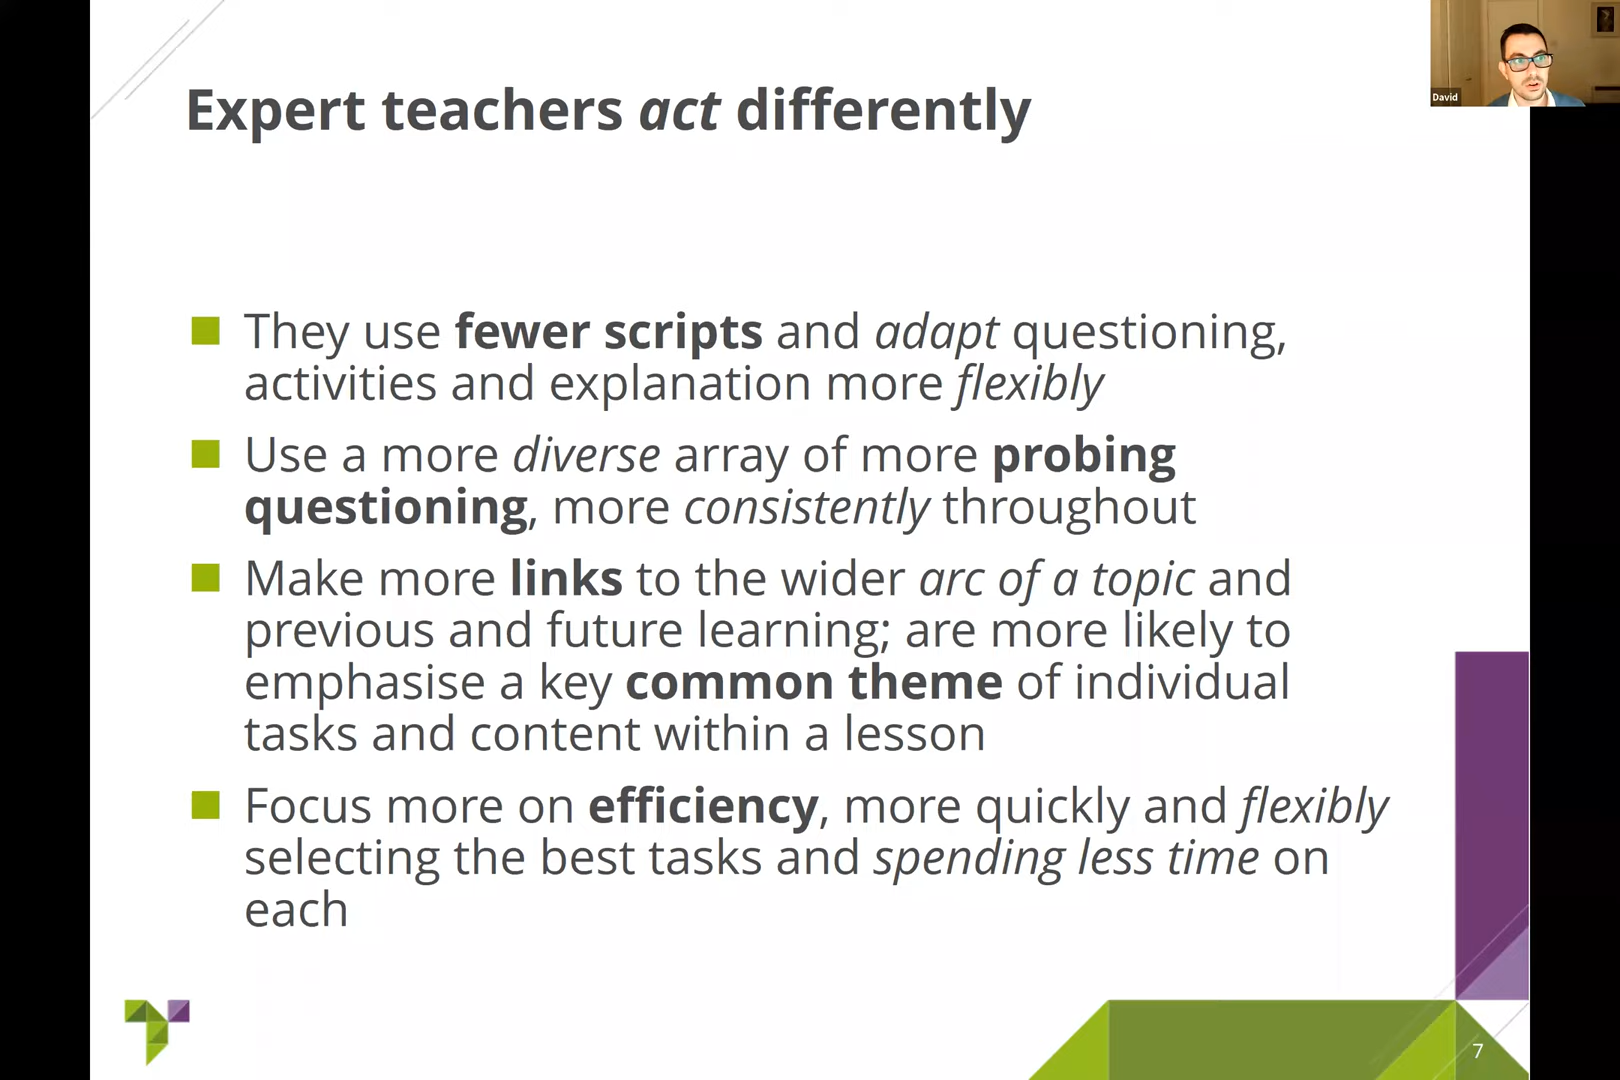 Expert teachers act differently
David
They use fewer scripts and adapt questioning,
activities and explanation more flexibly
Use a more diverse array of more probing
questioning, more consistently throughout
Make more links to the wider arc of a topic and
previous and future learning; are more likely to
emphasise a key common theme of individual
tasks and content within a lesson
Focus more on efficiency, more quickly and flexibly
selecting the best tasks and spending less time on
each
7